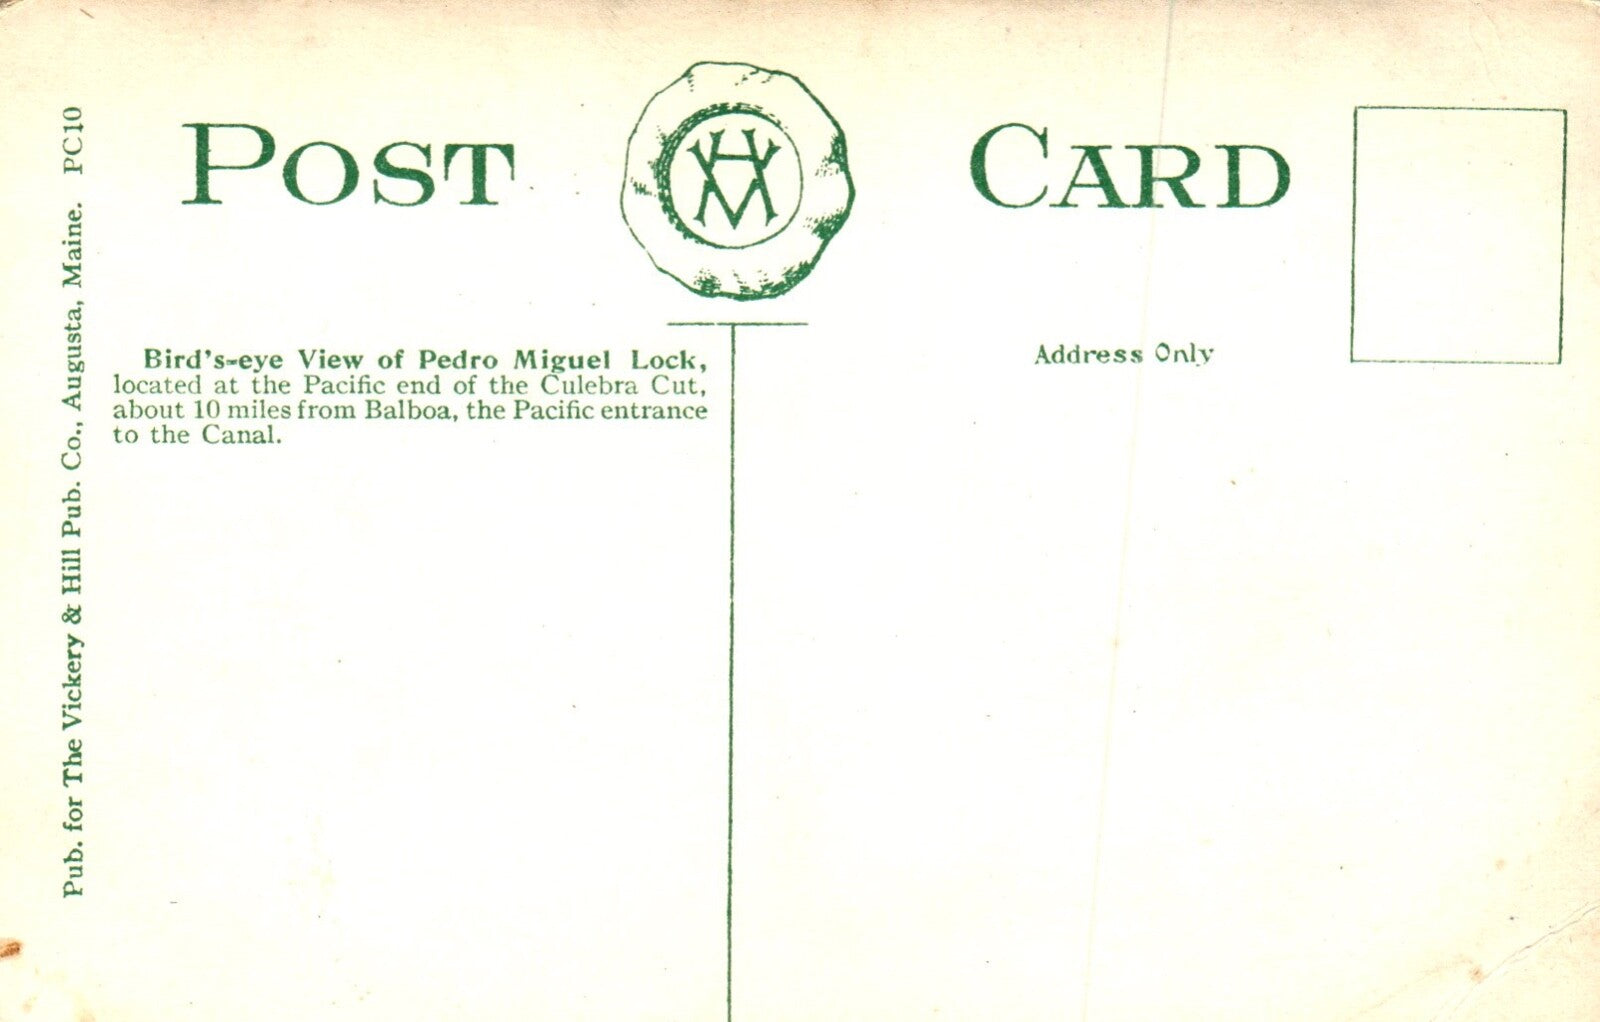 POST CARD
Bird's-eye View of Pedro Miguel Lock,
located at the Pacific end of the Culebra Cut,
about 10 miles from Balboa, the Pacific entrance
to the Canal.
Address Only
Pub. for The Vickery & Hill Pub. Co., Augusta, Maine. PC10